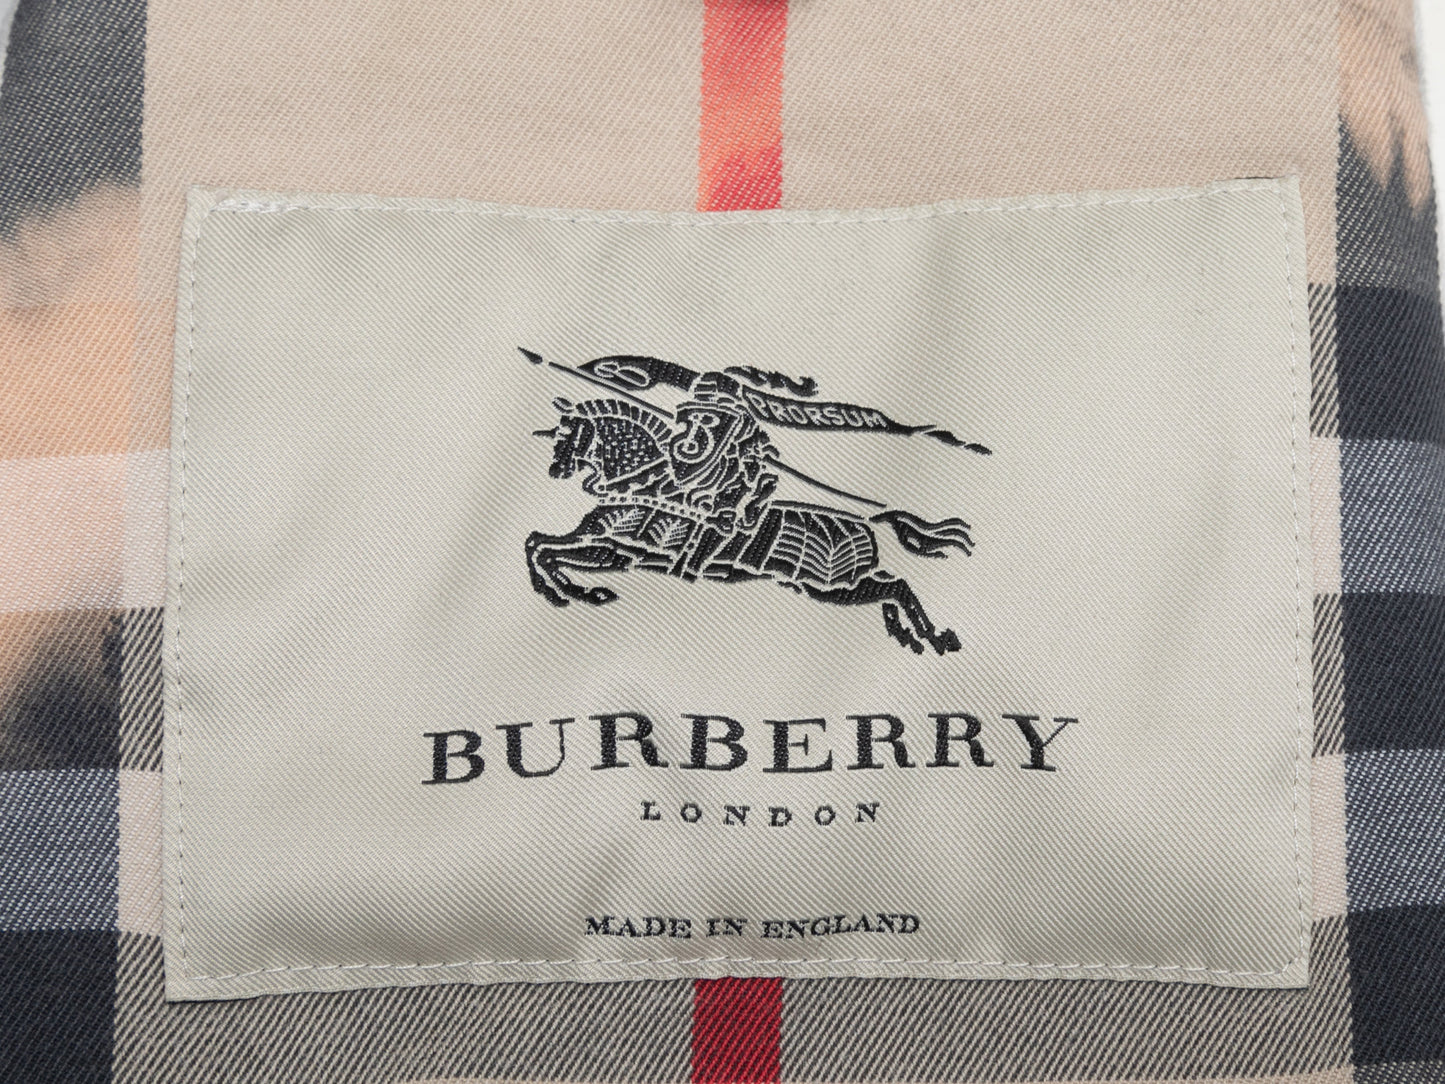 B
PRORSUM
BURBERRY
LONDON
MADE IN ENGLAND